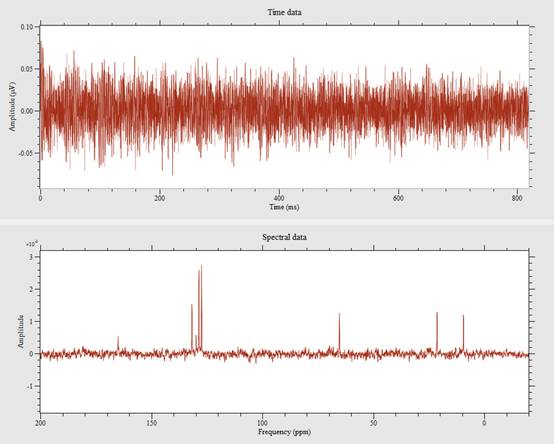 Time data
0.10
0.05
0.00
-0.05
Amplitude (µV)
0 200 400 600 800
Time (ms)
Spectral data
3
2
1
0
-1
Amplitude
200 150 100 50 0
Frequency (ppm)